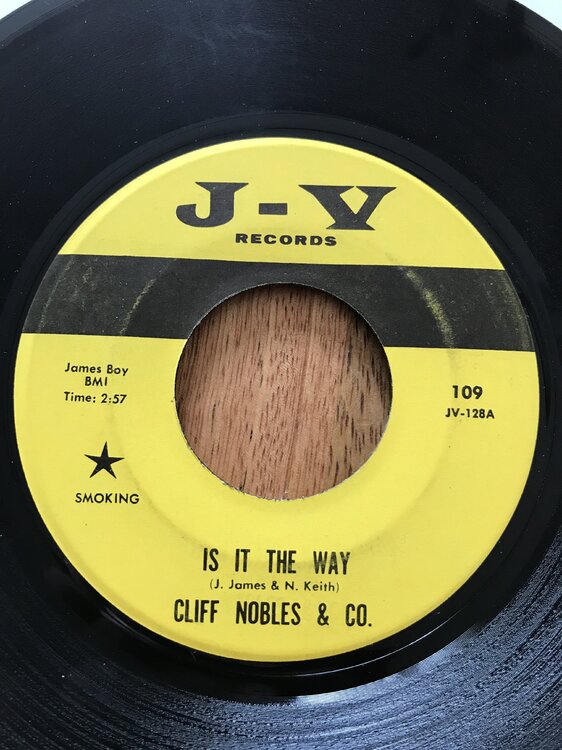 J-V
RECORDS
James Boy
BMI
Time: 2:57
109
JV-128A
SMOKING
IS IT THE WAY
(J. James & N. Keith)
CLIFF NOBLES & CO.